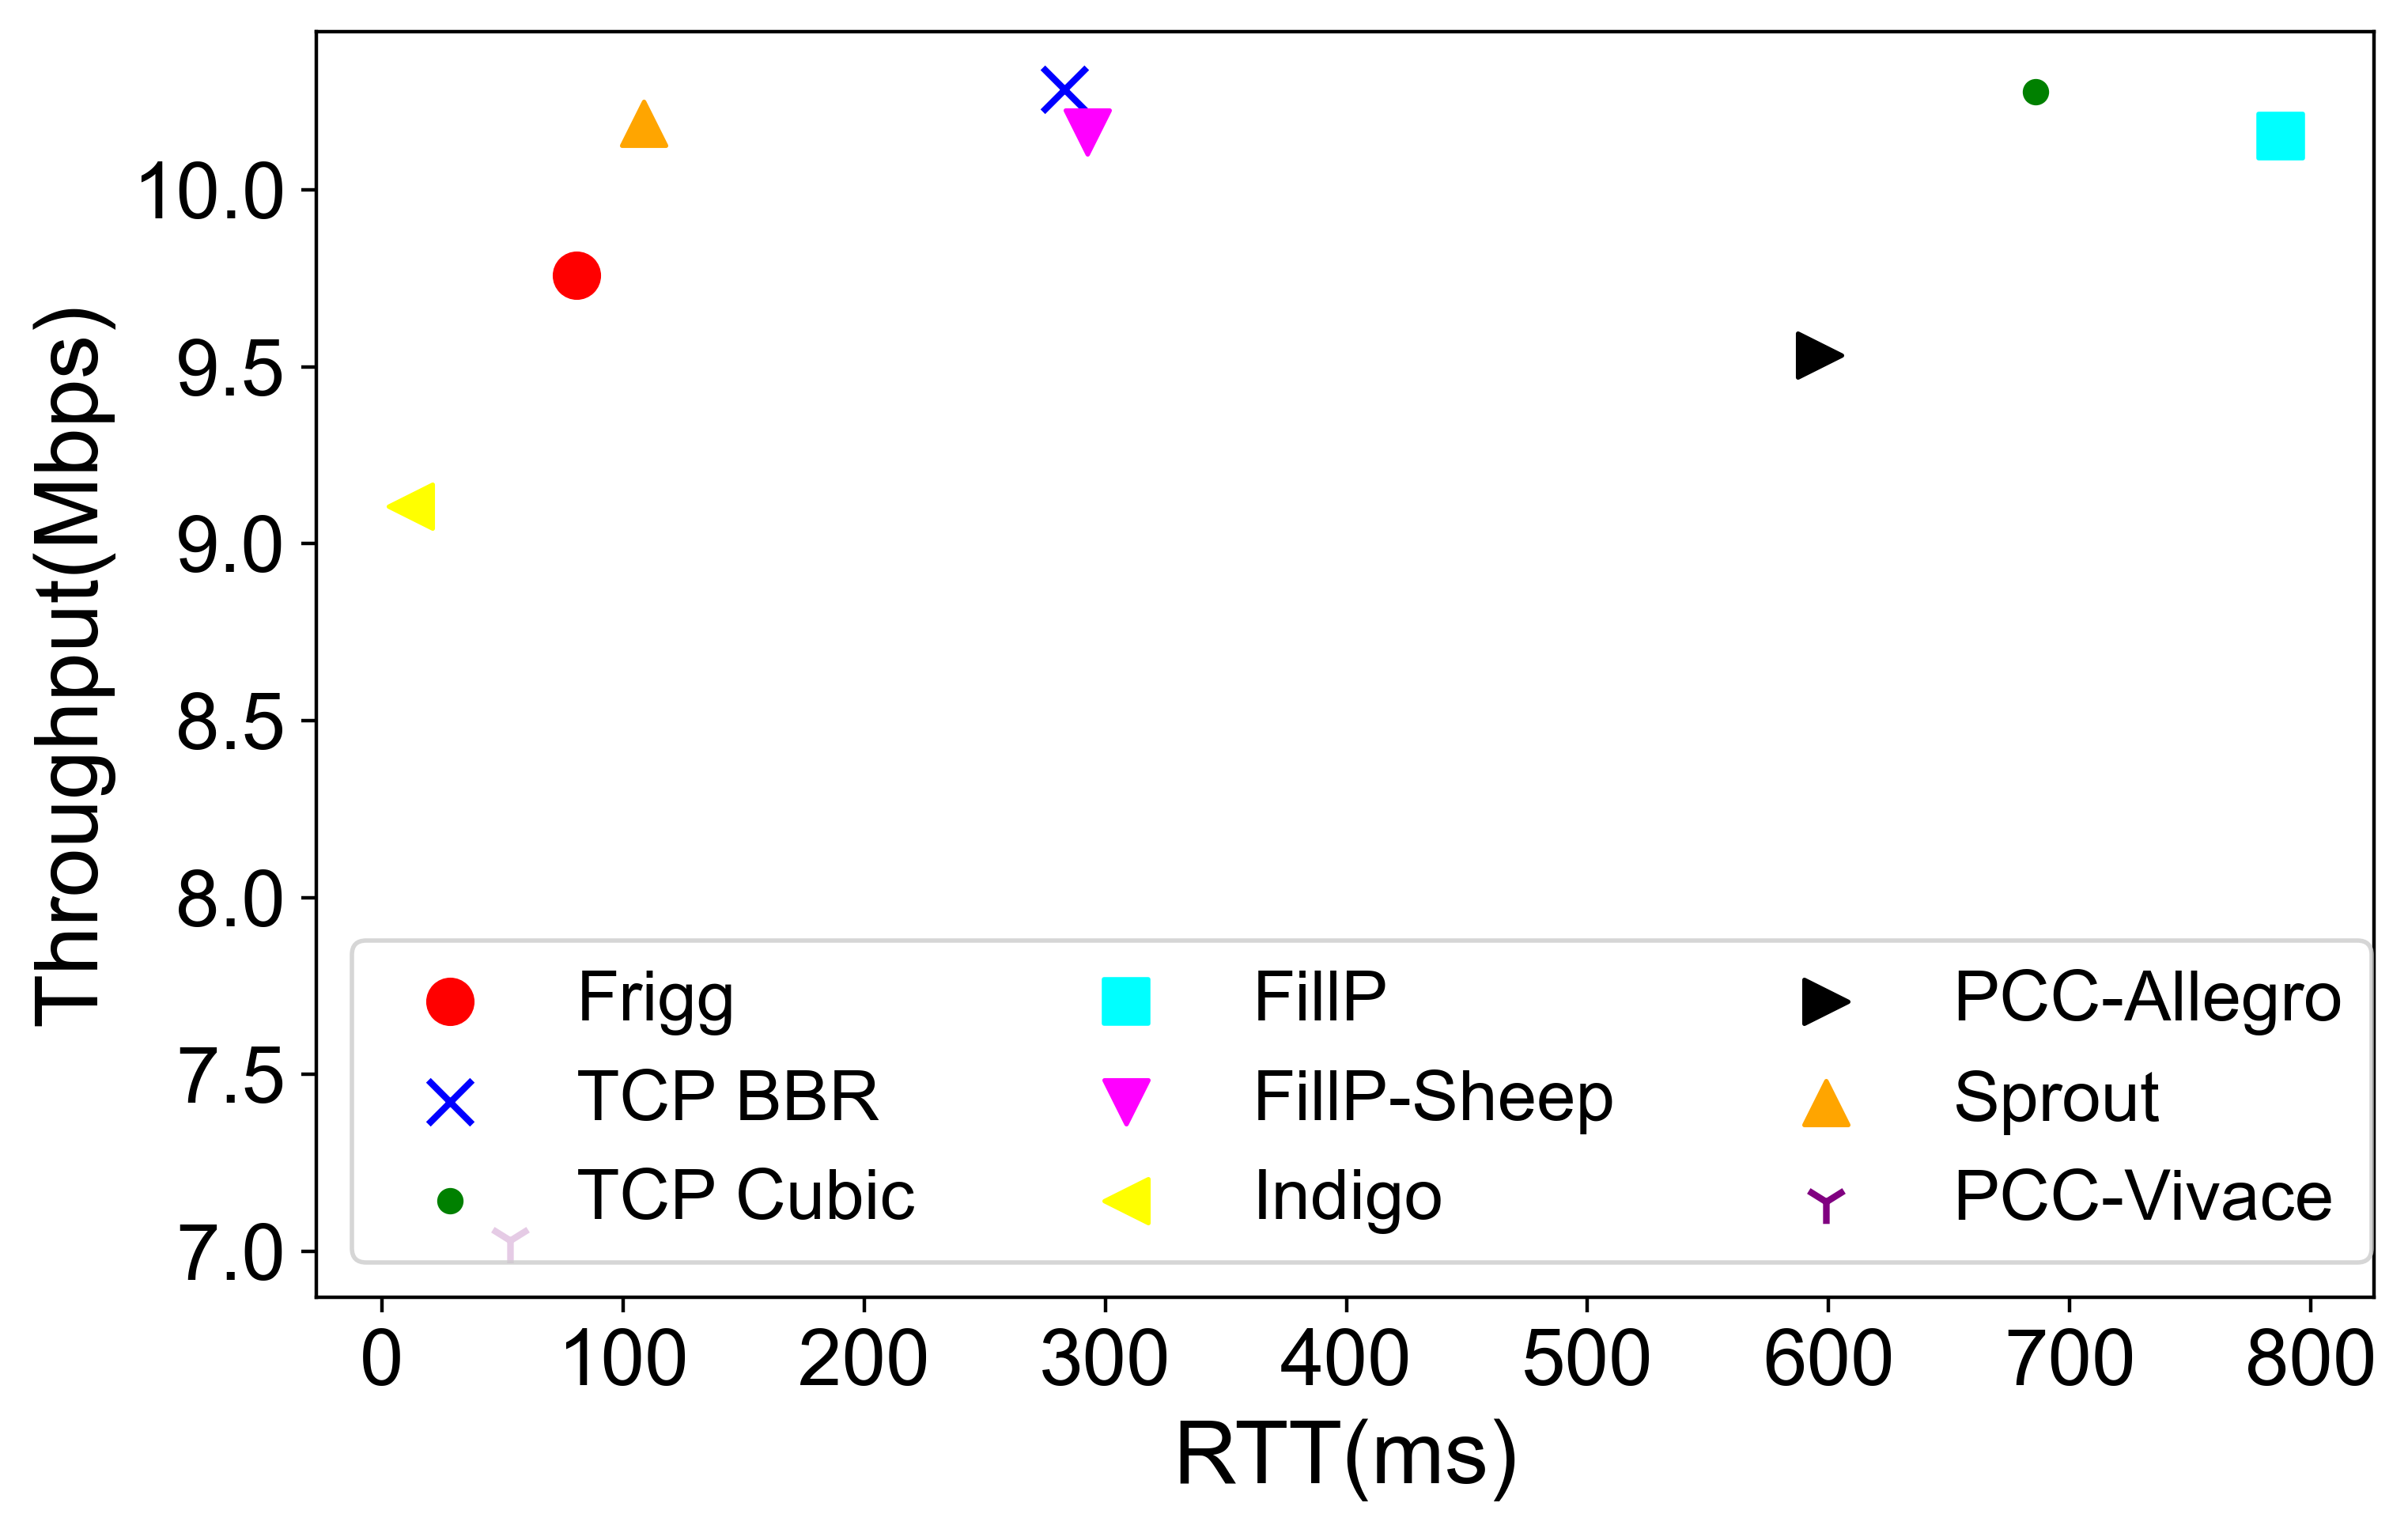 Throughput(Mbps)
10.0
9.5
9.0
8.5
8.0
7.5
7.0
Frigg
TCP BBR
TCP Cubic
FillP
FillP-Sheep
Indigo
PCC-Allegro
Sprout
PCC-Vivace
0 100 200 300 400 500 600 700 800
RTT(ms)